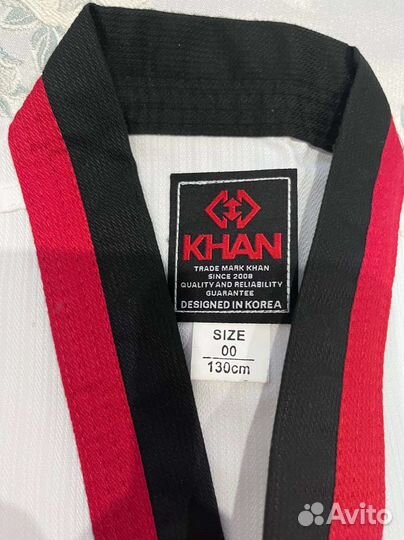 KHAN
TRADE MARK KHAN
SINCE 2008
QUALITY AND RELIABILITY
GUARANTEE
DESIGNED IN KOREA
SIZE
00
130cm
Avito